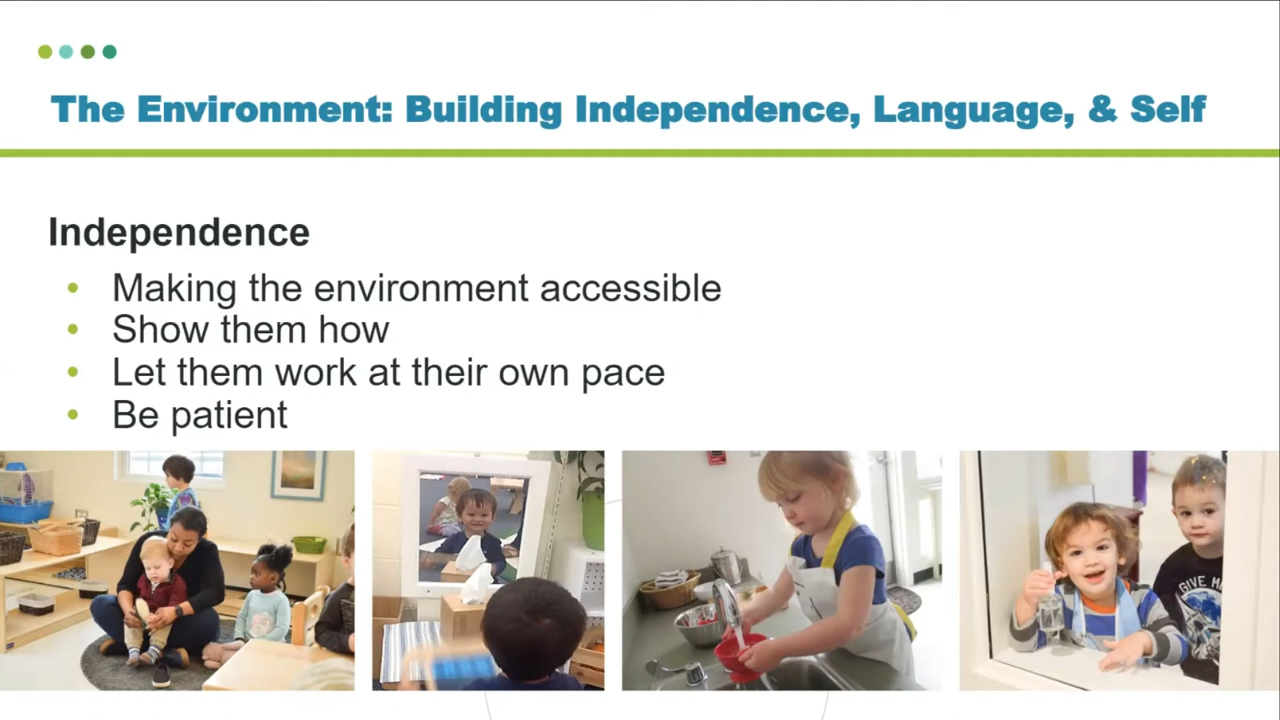 The Environment: Building Independence, Language, & Self
Independence
• Making the environment accessible
• Show them how
• Let them work at their own pace
• Be patient
GIVE M